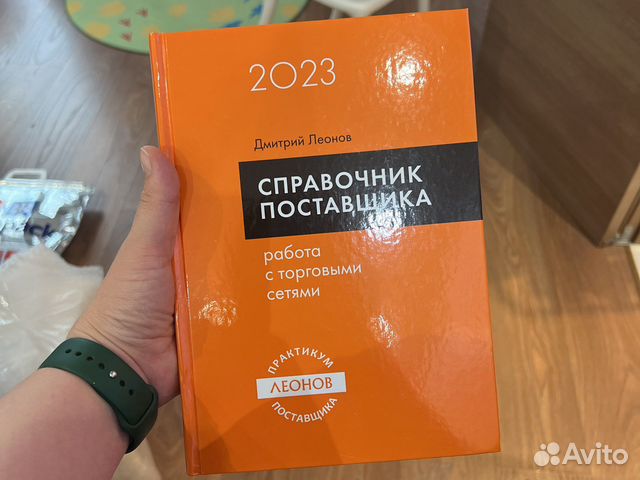 2023
Дмитрий Леонов
СПРАВОЧНИК
ПОСТАВЩИКА
работа
с торговыми
сетями
ПРАКТИКУМ
ЛЕОНОВ
ПОСТАВЩИКА
Avito